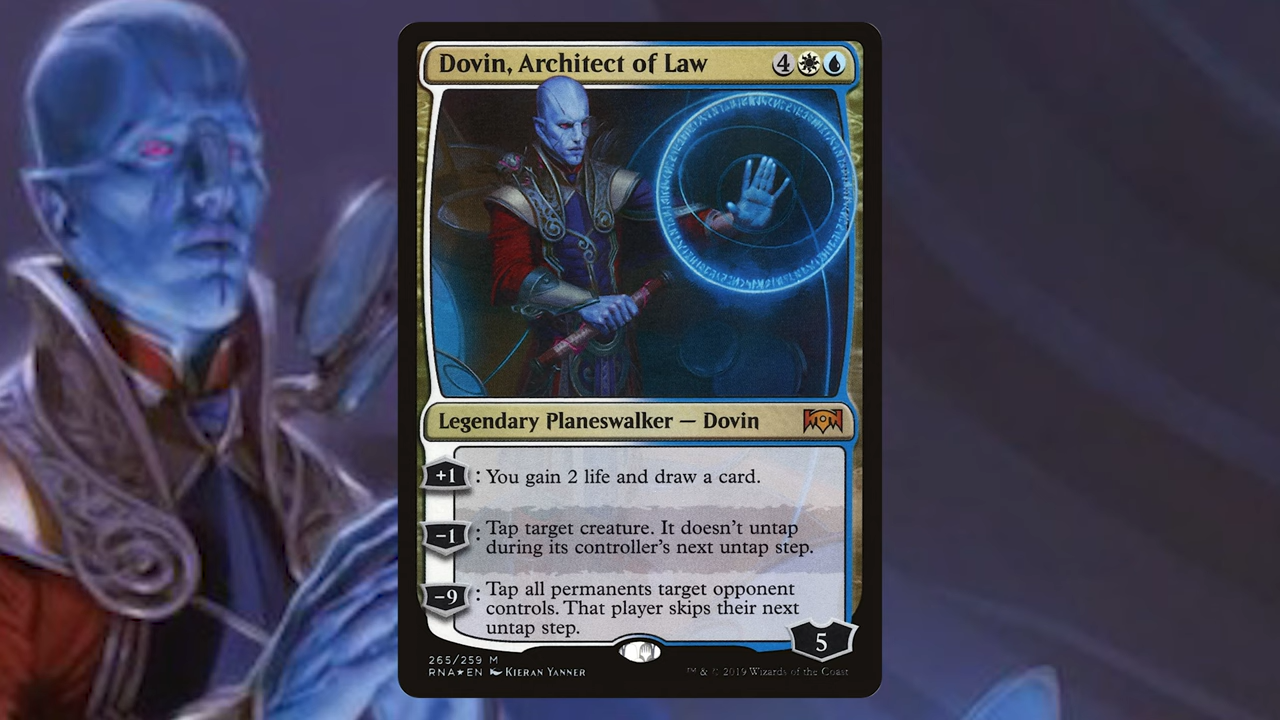 Dovin, Architect of Law 4
Legendary Planeswalker — Dovin
+1: You gain 2 life and draw a card.
−1: Tap target creature. It doesn't untap
during its controller's next untap step.
−9: Tap all permanents target opponent
controls. That player skips their next
untap step.
5
265/259 M
RNA★EN Kieran Yanner
™ & © 2019 Wizards of the Coast